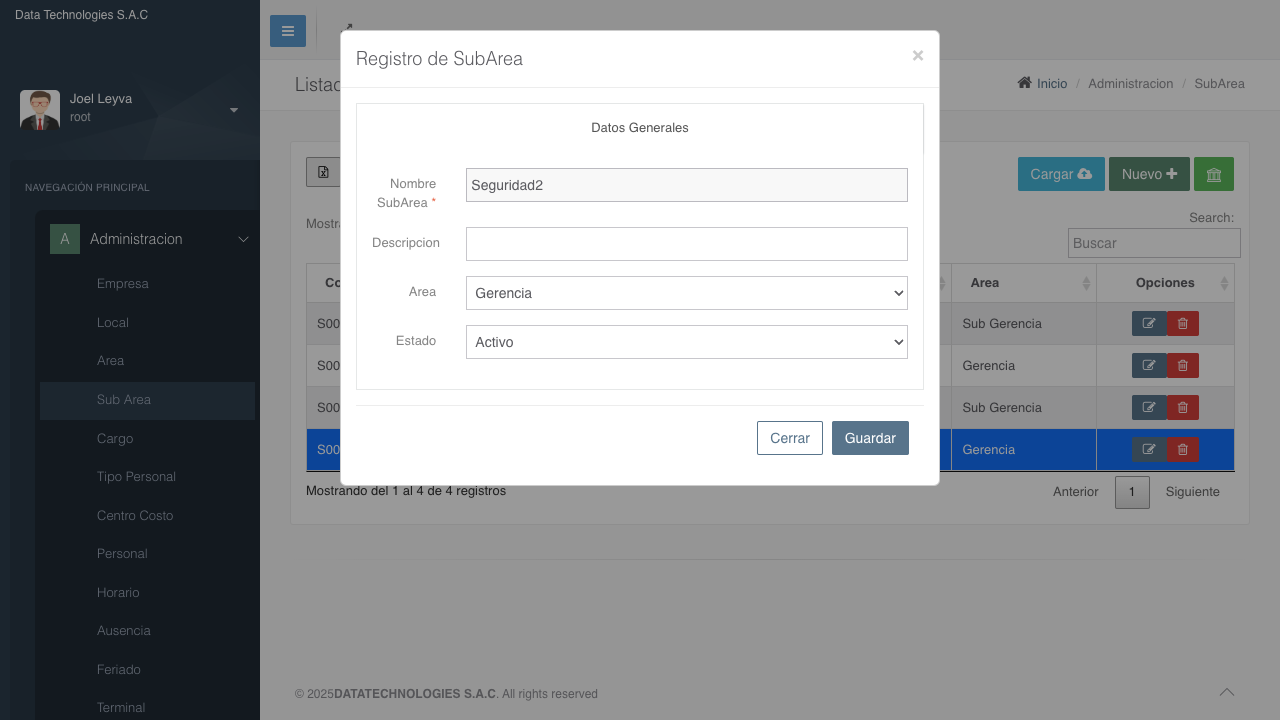 Data Technologies S.A.C
Joel Leyva
root
NAVEGACIÓN PRINCIPAL
A Administracion
Empresa
Local
Area
Sub Area
Cargo
Tipo Personal
Centro Costo
Personal
Horario
Ausencia
Feriado
Terminal
Inicio / Administracion / SubArea
Cargar
Nuevo
Search:
Buscar
Area
Opciones
S00
Sub Gerencia
S00
Gerencia
S00
Sub Gerencia
S00
Gerencia
Mostrando del 1 al 4 de 4 registros
Anterior 1 Siguiente
© 2025DATATECHNOLOGIES S.A.C. All rights reserved
Registro de SubArea
×
Datos Generales
Nombre
SubArea *
Seguridad2
Descripcion
Area
Gerencia
Estado
Activo
Cerrar
Guardar